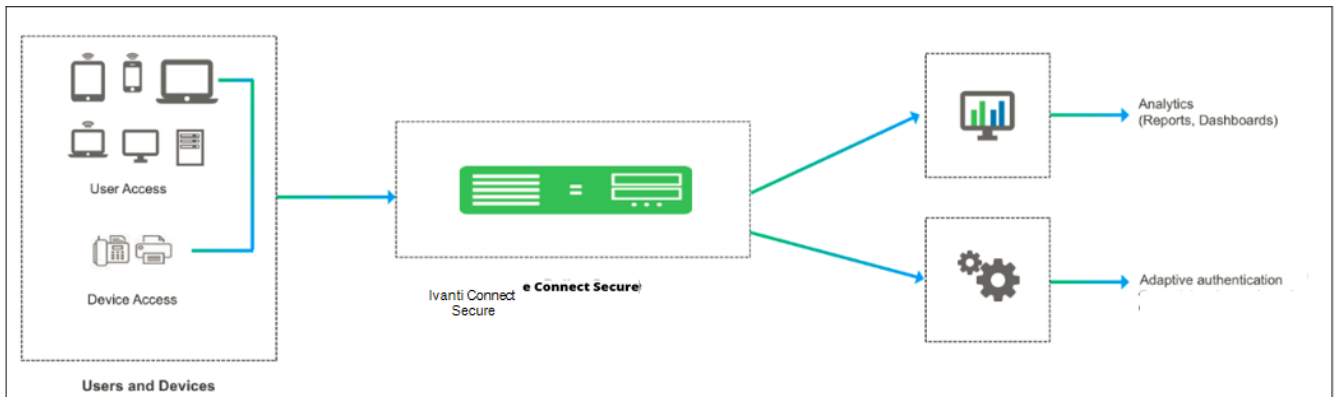 User Access
Device Access
Users and Devices
Ivanti Connect
Secure
e Connect Secure
Analytics
(Reports, Dashboards)
Adaptive authentication